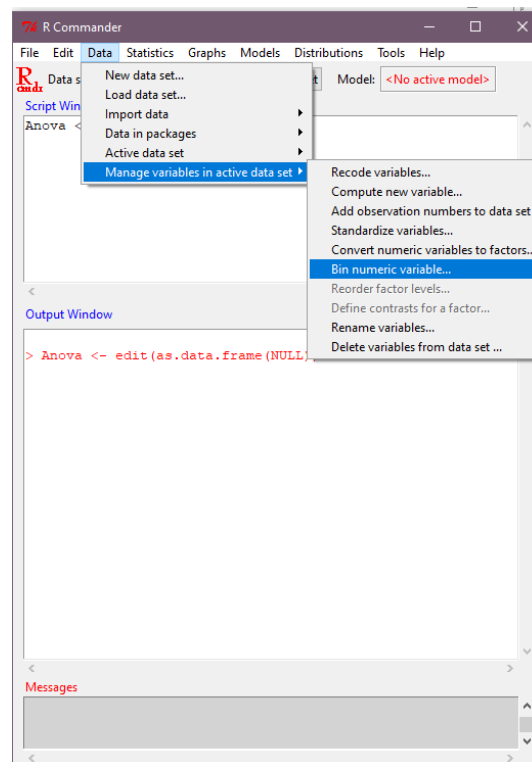 R Commander
File Edit Data Statistics Graphs Models Distributions Tools Help
R cmdr Data s t Model: <No active model>
New data set...
Load data set...
Import data
Data in packages
Active data set
Manage variables in active data set
Recode variables...
Compute new variable...
Add observation numbers to data set
Standardize variables...
Convert numeric variables to factors...
Bin numeric variable...
Reorder factor levels...
Define contrasts for a factor...
Rename variables...
Delete variables from data set ...
Script Win
Anova <
Output Window
> Anova <- edit(as.data.frame(NULL)
Messages